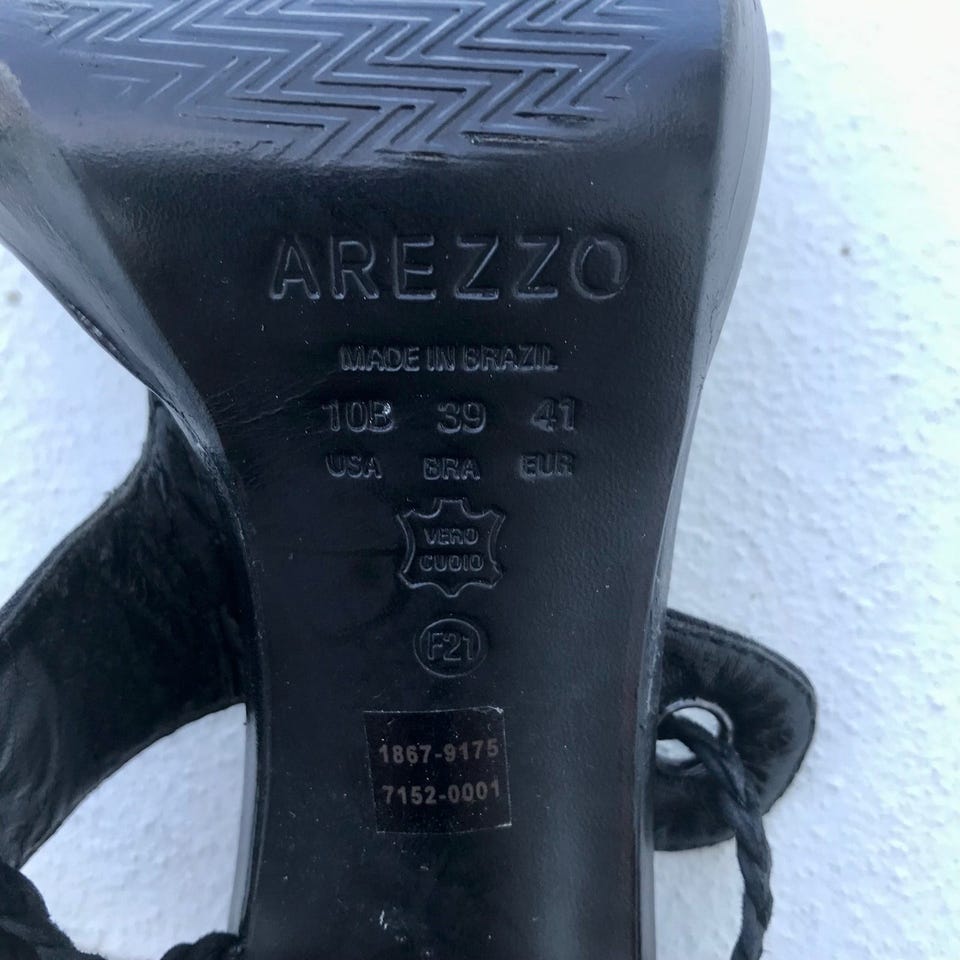 AREZZO
MADE IN BRAZIL
10B 39 41
USA BRA EUR
VERO
CUOIO
F21
1867-9175
7152-0001